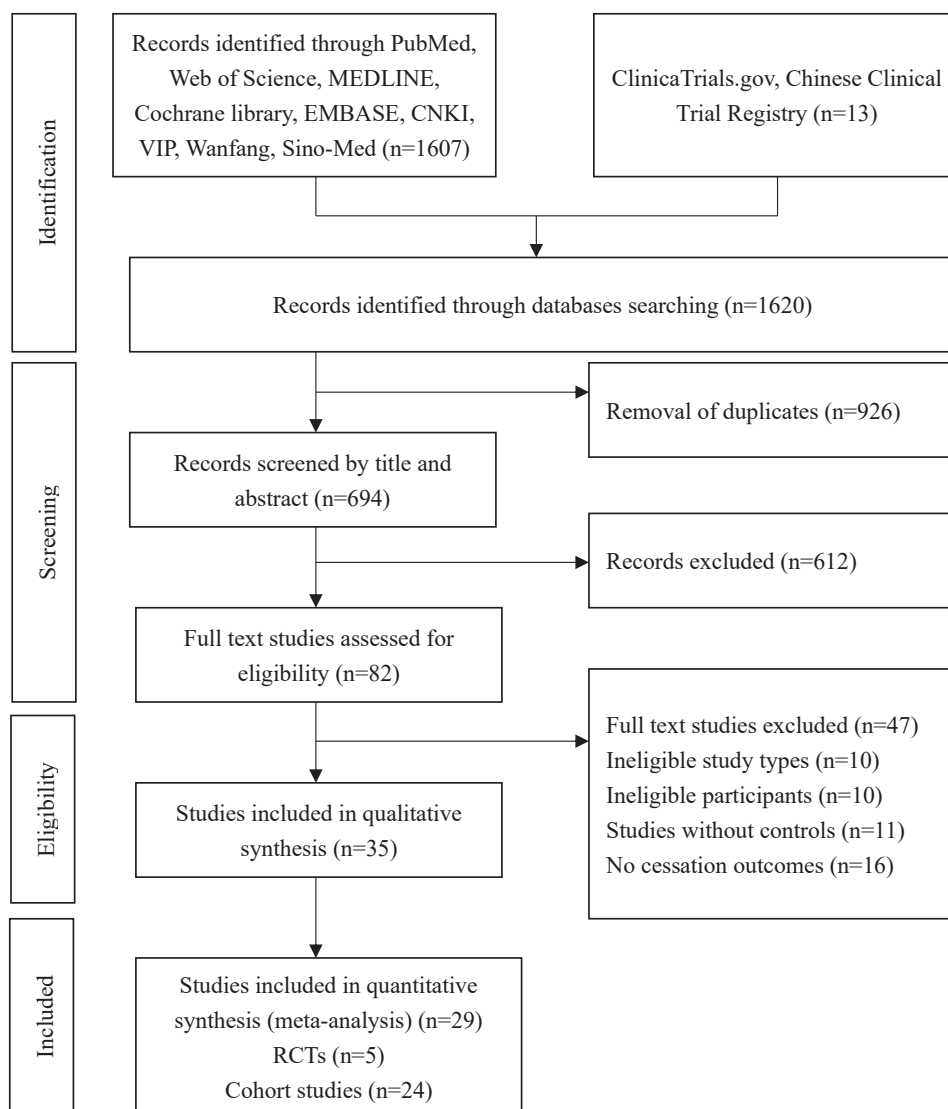 Identification
Records identified through PubMed,
Web of Science, MEDLINE,
Cochrane library, EMBASE, CNKI,
VIP, Wanfang, Sino-Med (n=1607)
ClinicaTrials.gov, Chinese Clinical
Trial Registry (n=13)
Records identified through databases searching (n=1620)
Screening
Removal of duplicates (n=926)
Records screened by title and
abstract (n=694)
Records excluded (n=612)
Full text studies assessed for
eligibility (n=82)
Eligibility
Full text studies excluded (n=47)
Ineligible study types (n=10)
Ineligible participants (n=10)
Studies without controls (n=11)
No cessation outcomes (n=16)
Studies included in qualitative
synthesis (n=35)
Included
Studies included in quantitative
synthesis (meta-analysis) (n=29)
RCTs (n=5)
Cohort studies (n=24)